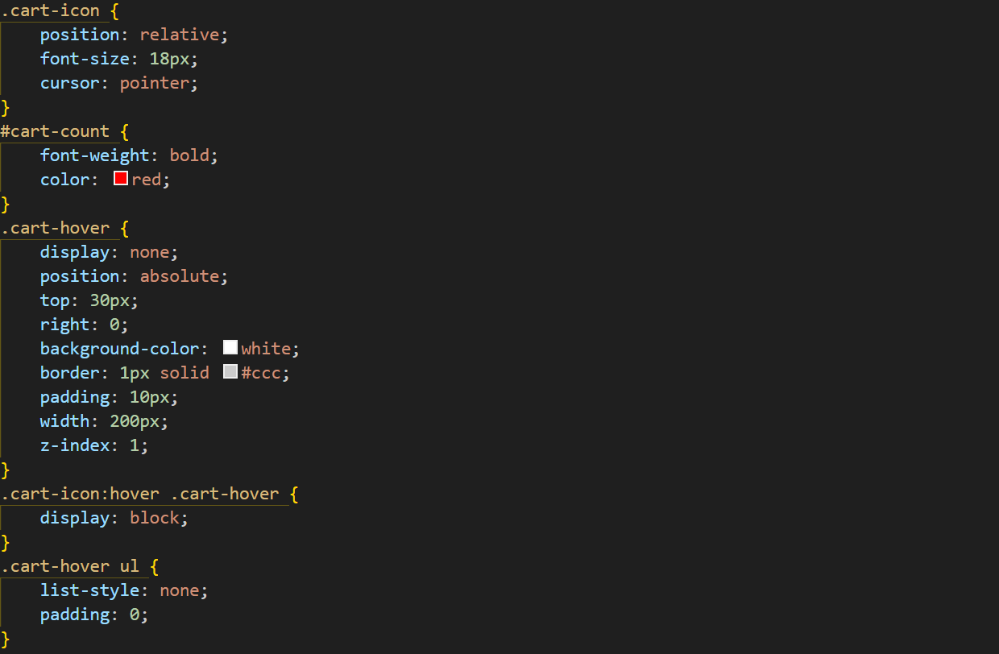 .cart-icon {
    position: relative;
    font-size: 18px;
    cursor: pointer;
}
#cart-count {
    font-weight: bold;
    color: red;
}
.cart-hover {
    display: none;
    position: absolute;
    top: 30px;
    right: 0;
    background-color: white;
    border: 1px solid #ccc;
    padding: 10px;
    width: 200px;
    z-index: 1;
}
.cart-icon:hover .cart-hover {
    display: block;
}
.cart-hover ul {
    list-style: none;
    padding: 0;
}